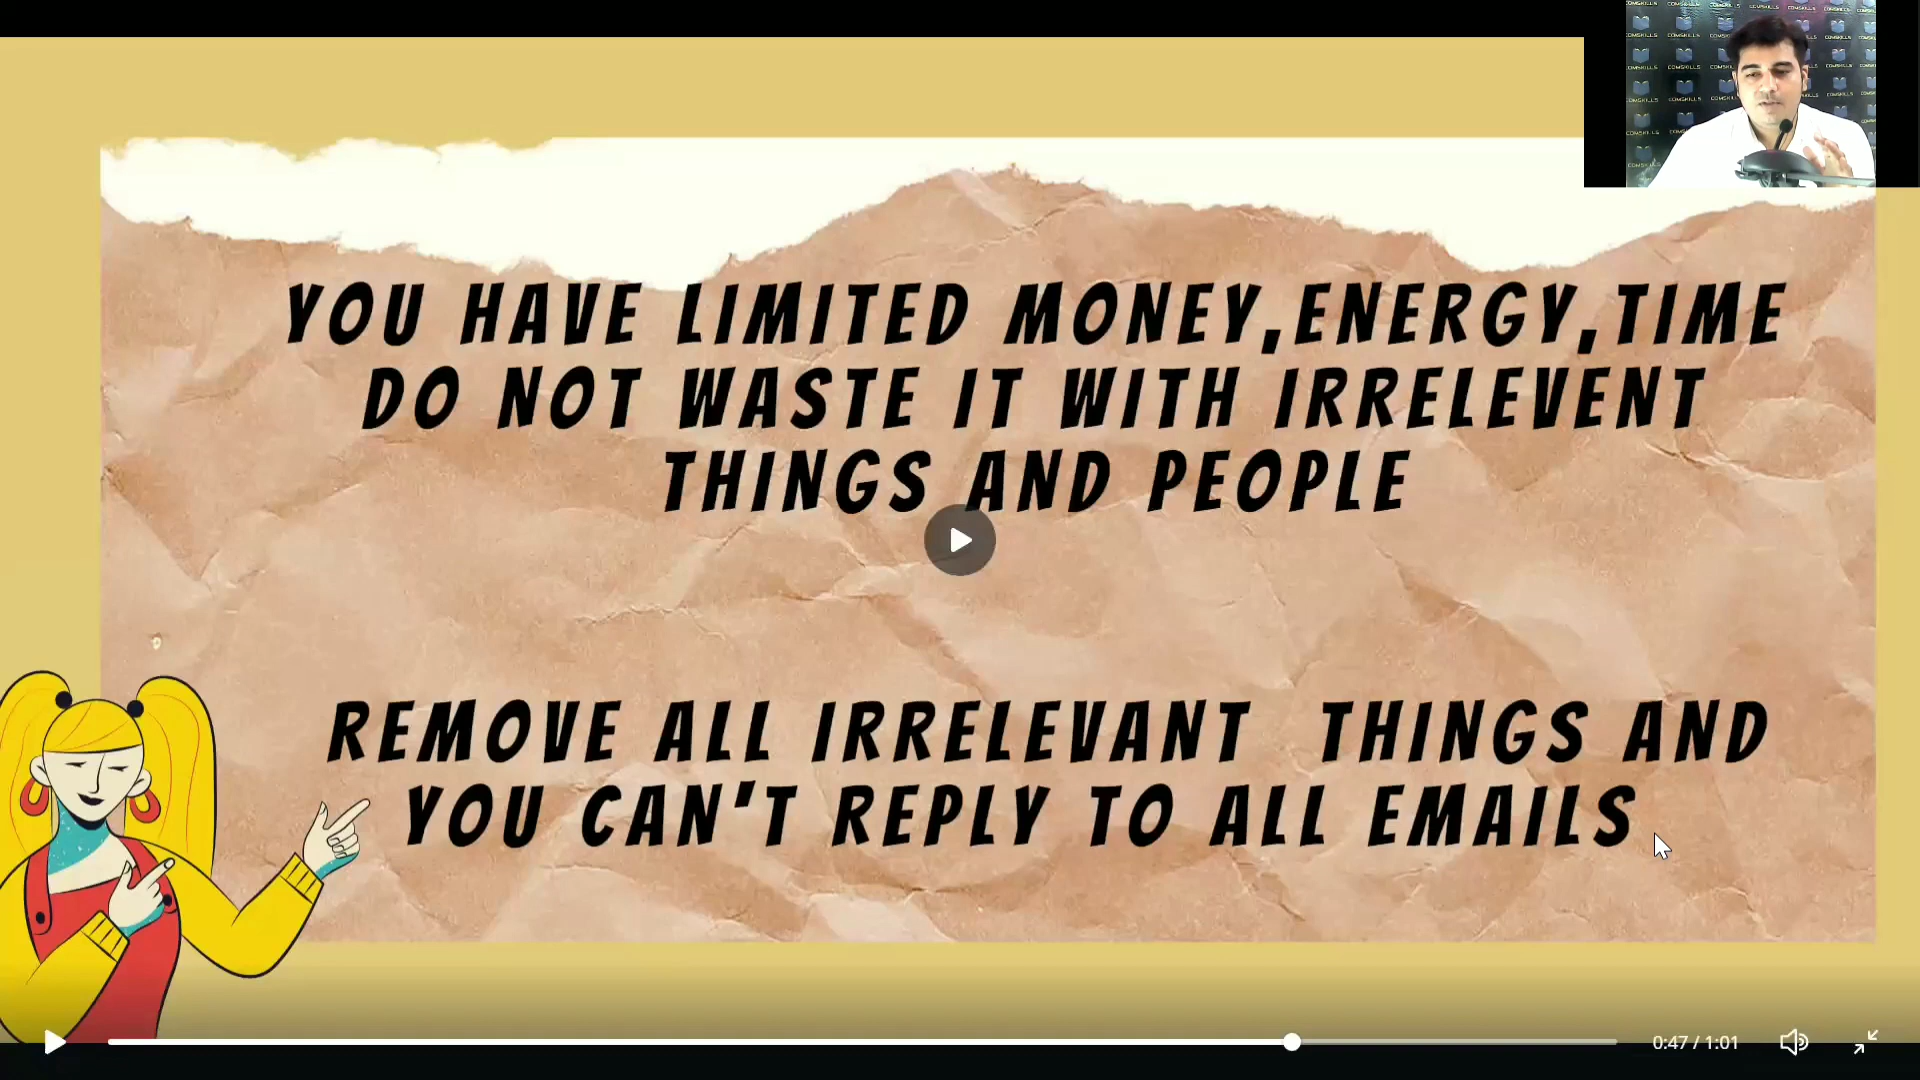 YOU HAVE LIMITED MONEY,ENERGY,TIME
DO NOT WASTE IT WITH IRRELEVENT
THINGS AND PEOPLE
REMOVE ALL IRRELEVANT THINGS AND
YOU CAN'T REPLY TO ALL EMAILS
0:47 / 1:01
COMSKILLS